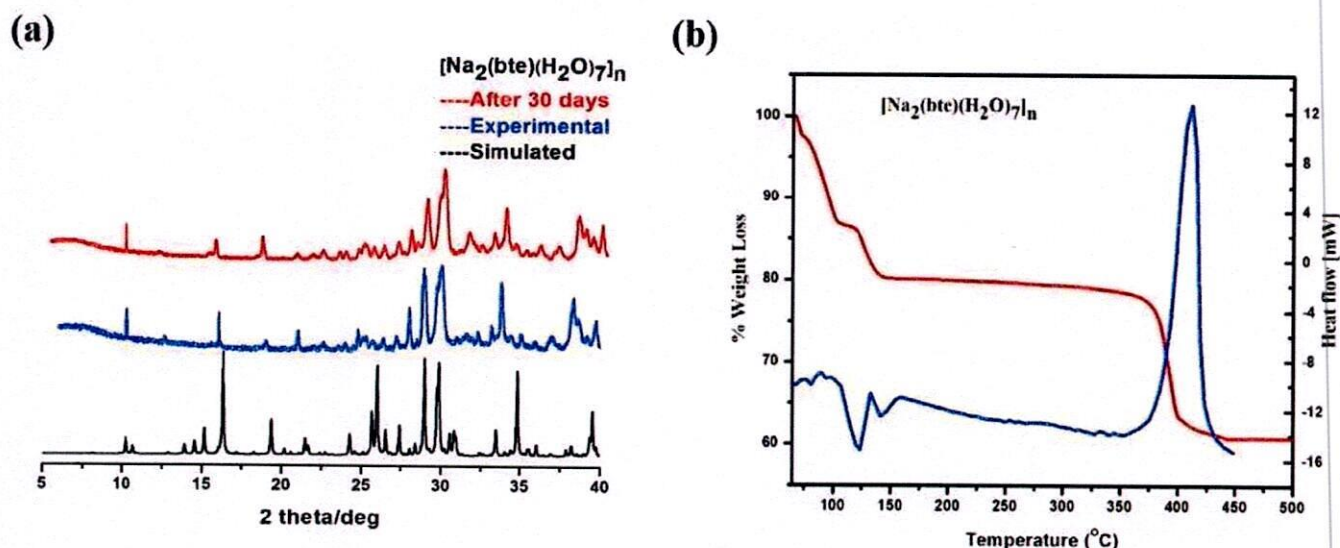 (a)
[Na2(bte)(H2O)7]n
----After 30 days
----Experimental
----Simulated
5 10 15 20 25 30 35 40
2 theta/deg
(b)
[Na2(bte)(H2O)7]n
100
90
80
70
60
% Weight Loss
12
8
4
0
-4
-8
-12
-16
Heat flow [mW]
100 150 200 250 300 350 400 450 500
Temperature (°C)